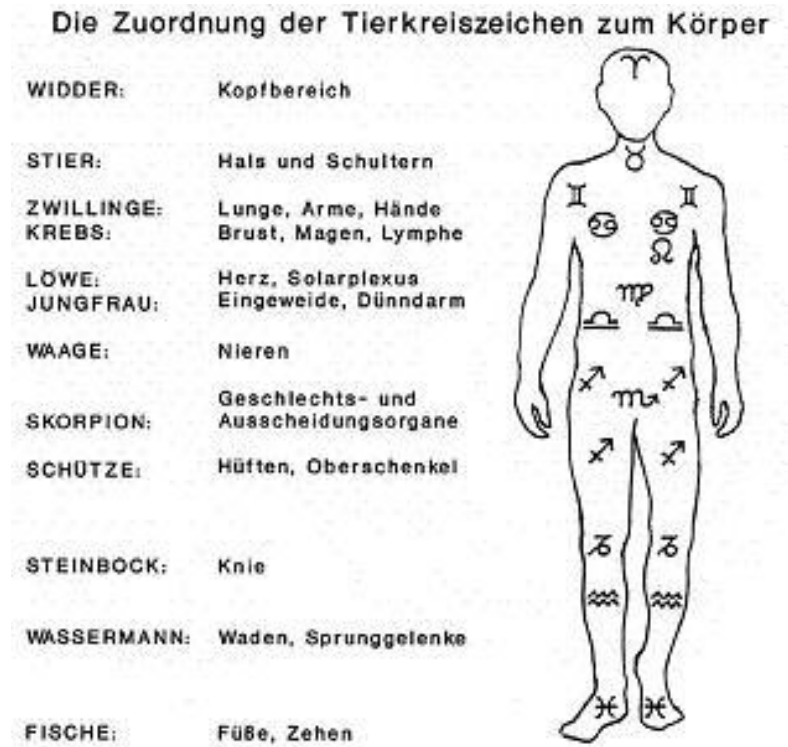 Die Zuordnung der Tierkreiszeichen zum Körper
WIDDER: Kopfbereich
STIER: Hals und Schultern
ZWILLINGE: Lunge, Arme, Hände
KREBS: Brust, Magen, Lymphe
LÖWE: Herz, Solarplexus
JUNGFRAU: Eingeweide, Dünndarm
WAAGE: Nieren
Geschlechts- und
SKORPION: Ausscheidungsorgane
SCHÜTZE: Hüften, Oberschenkel
STEINBOCK: Knie
WASSERMANN: Waden, Sprunggelenke
FISCHE: Füße, Zehen